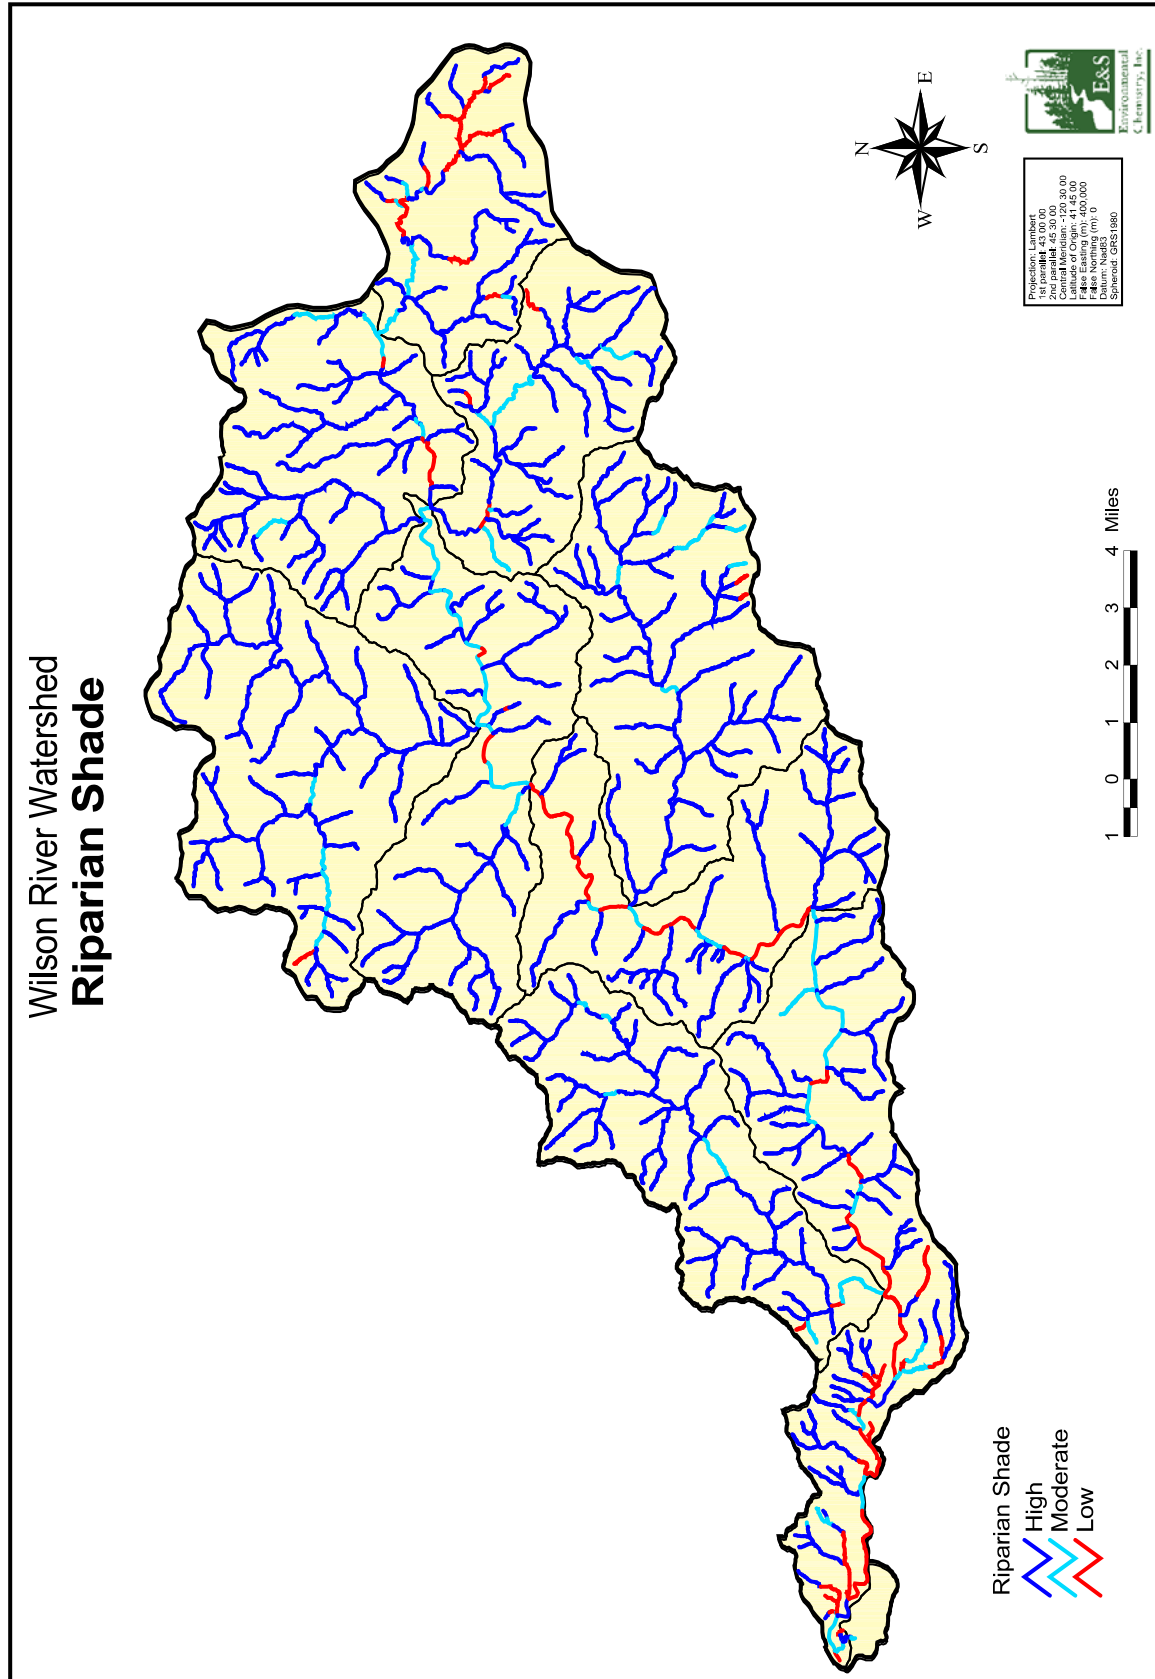 Wilson River Watershed
Riparian Shade
N
E
S
W
E&S
Environmental
Chemistry, Inc.
Projection: Lambert
1st parallel: 43 00 00
2nd parallel: 45 30 00
Central Meridian: -120 30 00
Latitude of Origin: 41 45 00
False Easting (m): 400,000
False Northing (m): 0
Datum: Nad83
Spheroid: GRS1980
1 0 1 2 3 4 Miles
Riparian Shade
High
Moderate
Low